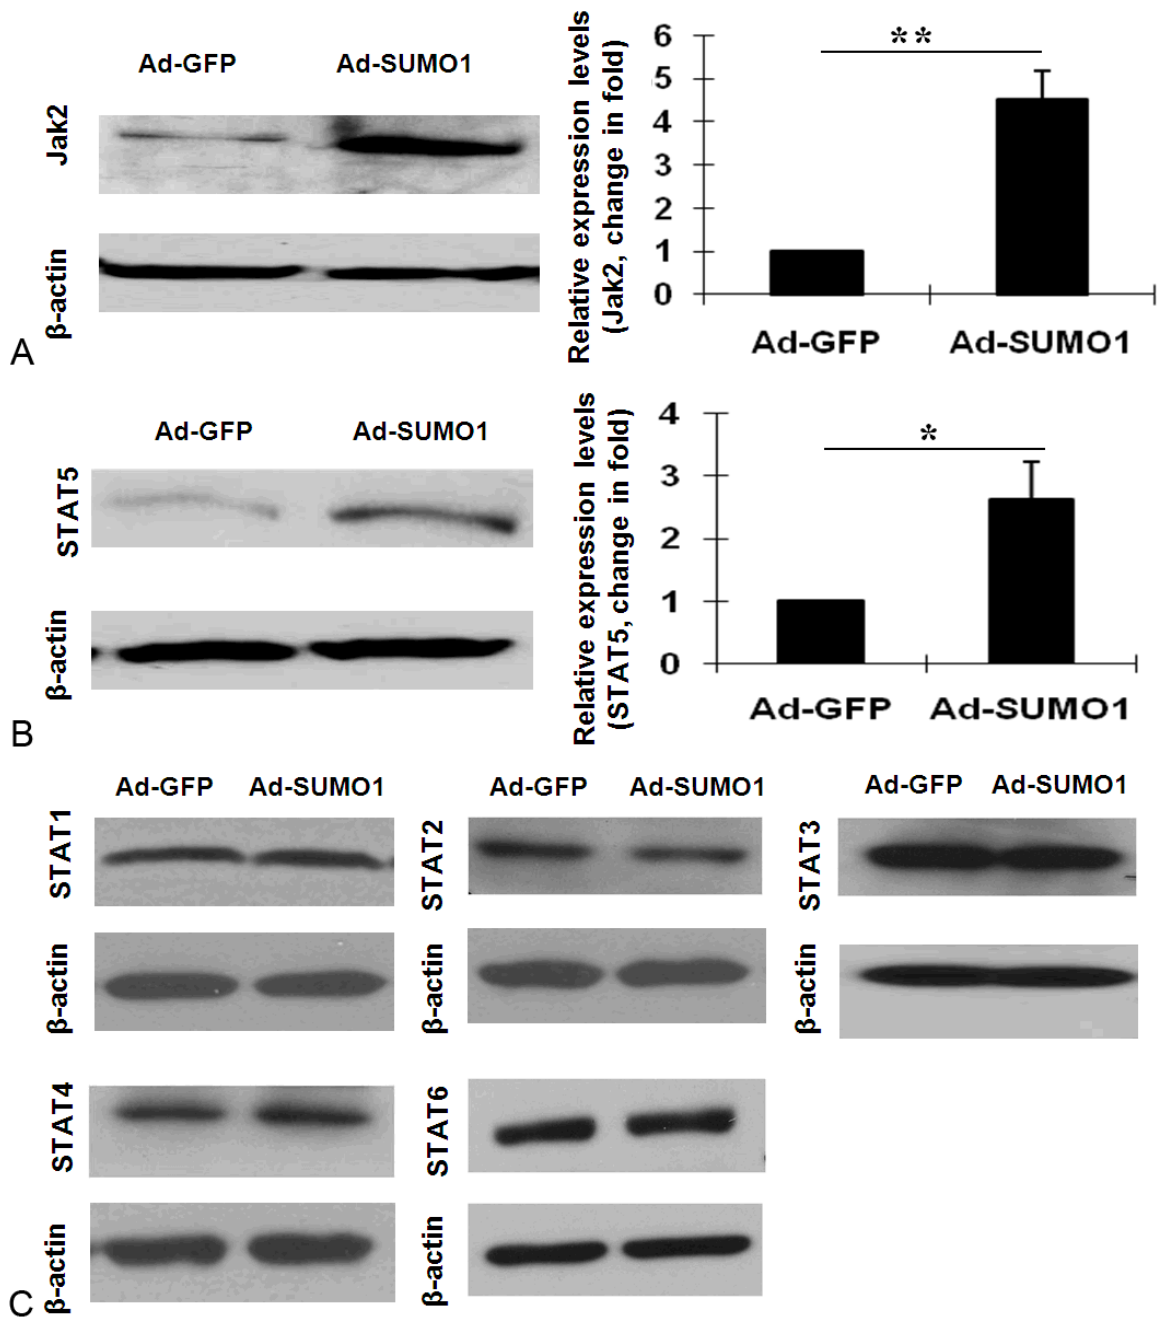 Ad-GFP Ad-SUMO1
Jak2
β-actin
A
Relative expression levels
(Jak2, change in fold)
6
5
4
3
2
1
0
**
Ad-GFP Ad-SUMO1
Ad-GFP Ad-SUMO1
STAT5
β-actin
B
Relative expression levels
(STAT5, change in fold)
4
3
2
1
0
*
Ad-GFP Ad-SUMO1
Ad-GFP Ad-SUMO1
STAT1
β-actin
Ad-GFP Ad-SUMO1
STAT2
β-actin
Ad-GFP Ad-SUMO1
STAT3
β-actin
STAT4
β-actin
STAT6
β-actin
C